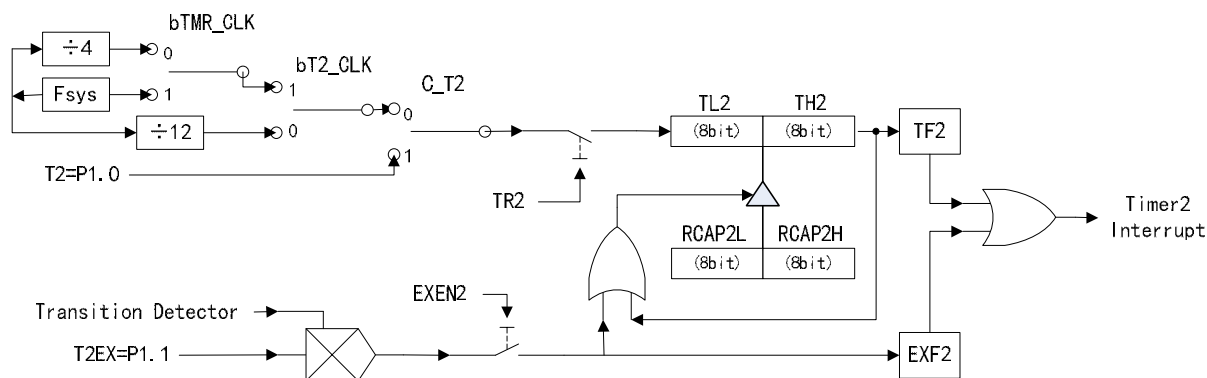 bTMR_CLK
÷4
0
bT2_CLK
C_T2
Fsys
1
1
0
÷12
0
1
T2=P1.0
TR2
TL2
TH2
(8bit)
(8bit)
TF2
RCAP2L
RCAP2H
(8bit)
(8bit)
Timer2
Interrupt
EXEN2
Transition Detector
T2EX=P1.1
EXF2